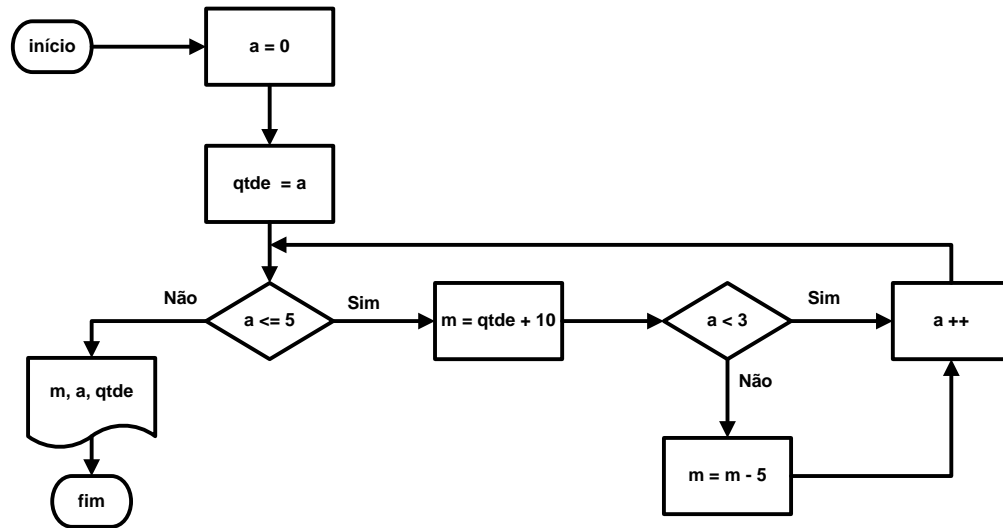 início
a = 0
qtde = a
Não
a <= 5
Sim
m = qtde + 10
a < 3
Sim
a ++
Não
m, a, qtde
m = m - 5
fim